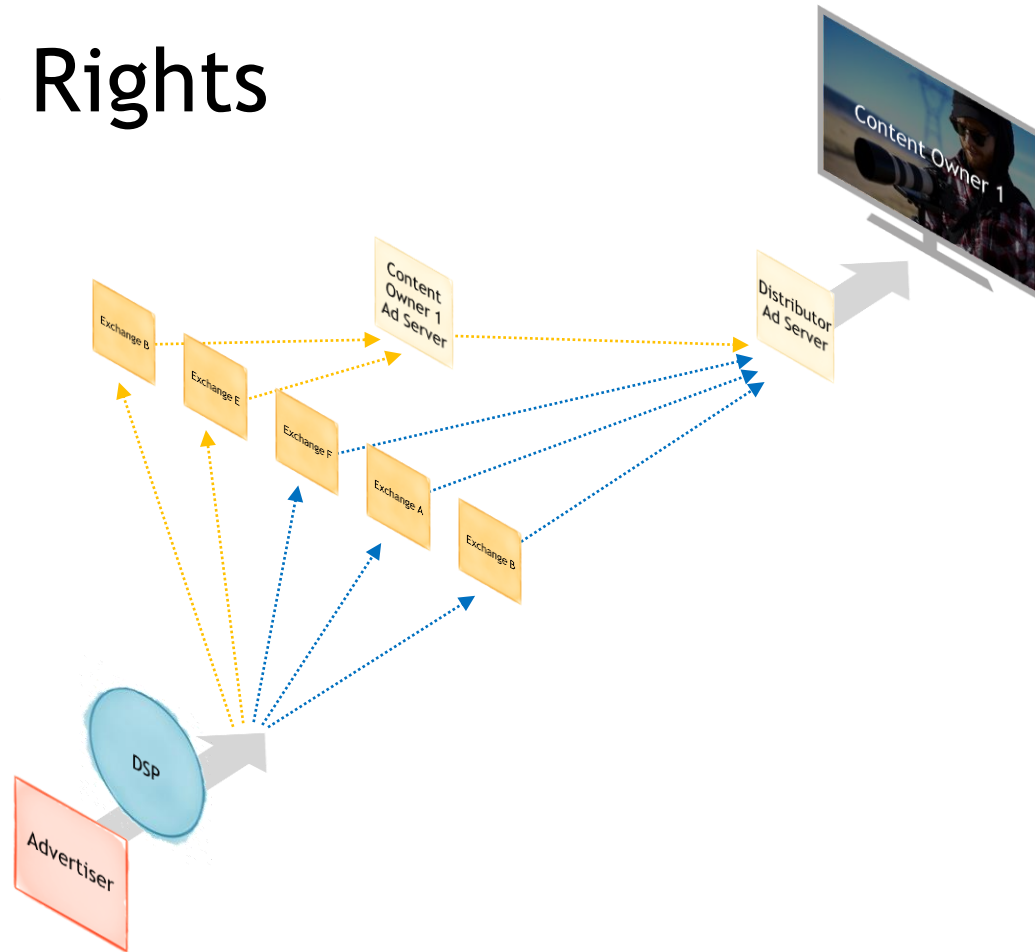 Rights
Content Owner 1
Content
Owner 1
Ad Server
Distributor
Ad Server
Exchange B
Exchange E
Exchange F
Exchange A
Exchange B
DSP
Advertiser